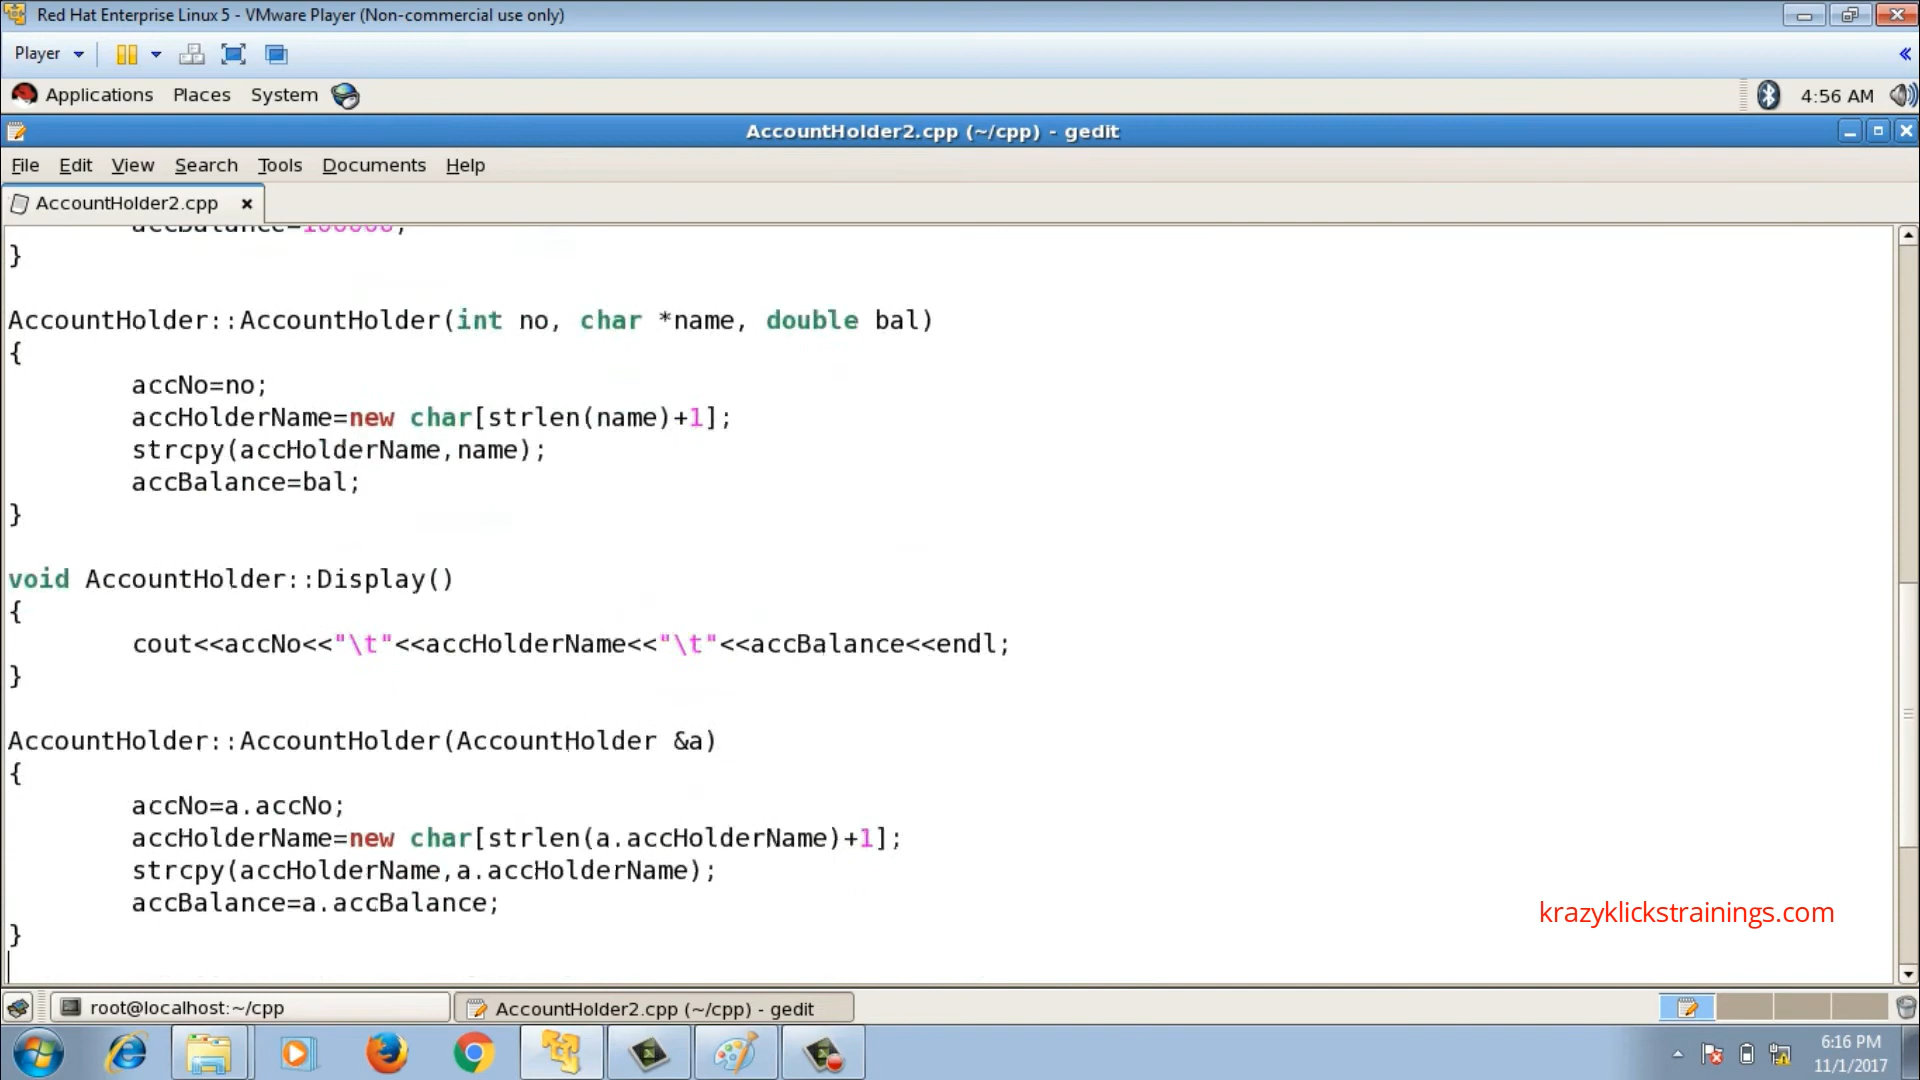 Red Hat Enterprise Linux 5 - VMware Player (Non-commercial use only)
Player
Applications Places System 4:56 AM
AccountHolder2.cpp (~/cpp) - gedit
File Edit View Search Tools Documents Help
AccountHolder2.cpp
}
AccountHolder::AccountHolder(int no, char *name, double bal)
{
accNo=no;
accHolderName=new char[strlen(name)+1];
strcpy(accHolderName,name);
accBalance=bal;
}
void AccountHolder::Display()
{
cout<<accNo<<"\t"<<accHolderName<<"\t"<<accBalance<<endl;
}
AccountHolder::AccountHolder(AccountHolder &a)
{
accNo=a.accNo;
accHolderName=new char[strlen(a.accHolderName)+1];
strcpy(accHolderName,a.accHolderName);
accBalance=a.accBalance;
}
krazyklickstrainings.com
root@localhost:~/cpp AccountHolder2.cpp (~/cpp) - gedit
6:16 PM
11/1/2017